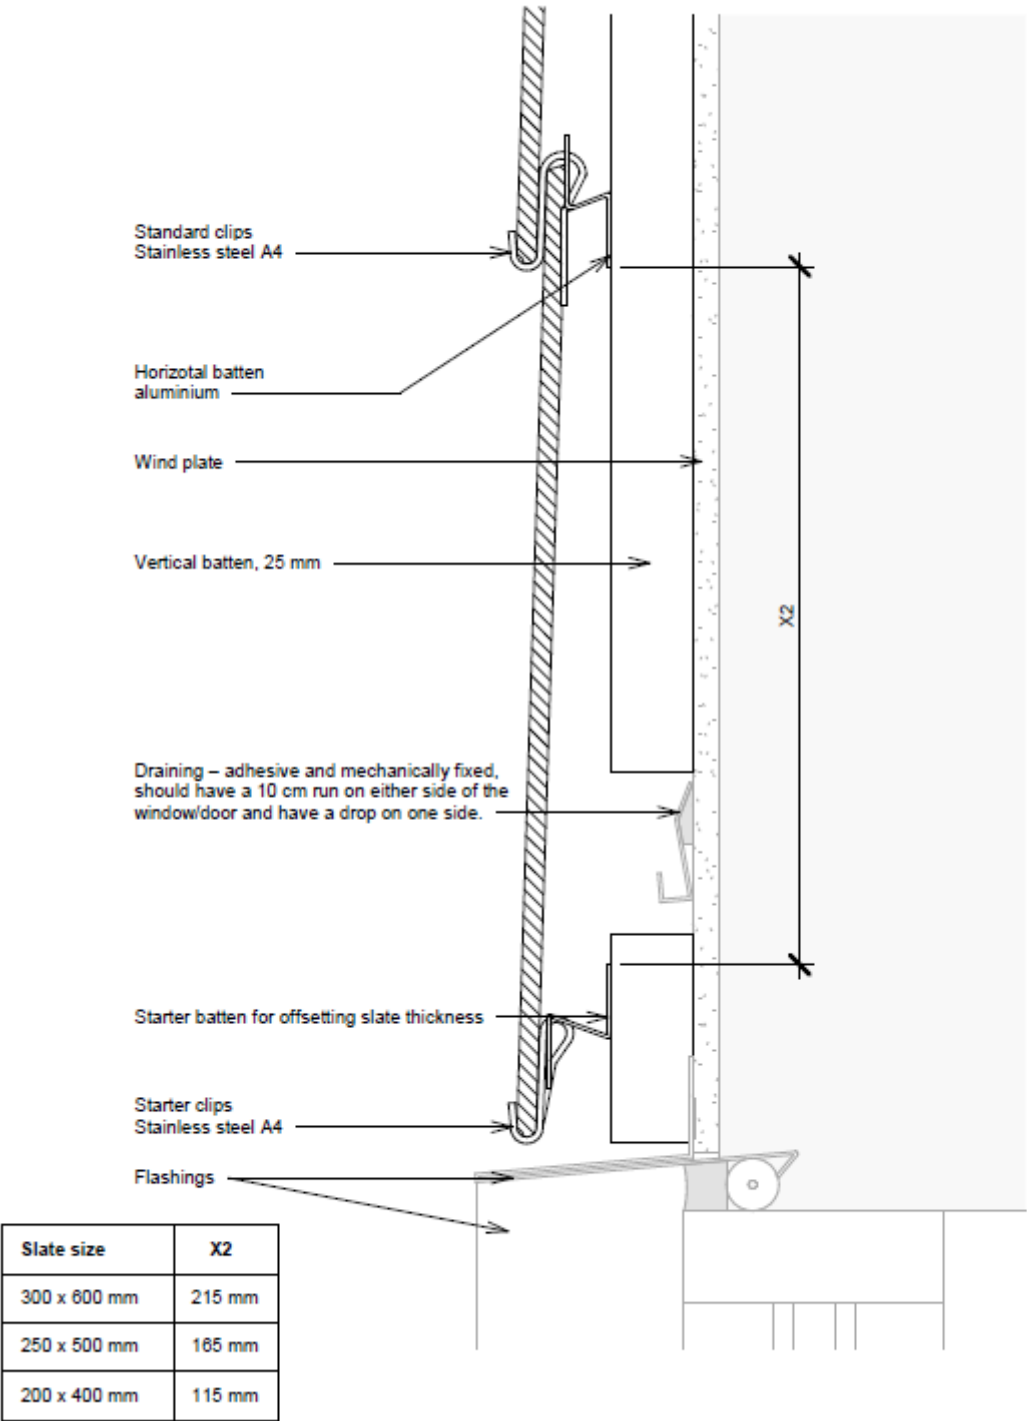 Standard clips
Stainless steel A4
Horizotal batten
aluminium
Wind plate
Vertical batten, 25 mm
X2
Draining – adhesive and mechanically fixed,
should have a 10 cm run on either side of the
window/door and have a drop on one side.
Starter batten for offsetting slate thickness
Starter clips
Stainless steel A4
Flashings
Slate size X2
300 x 600 mm 215 mm
250 x 500 mm 165 mm
200 x 400 mm 115 mm